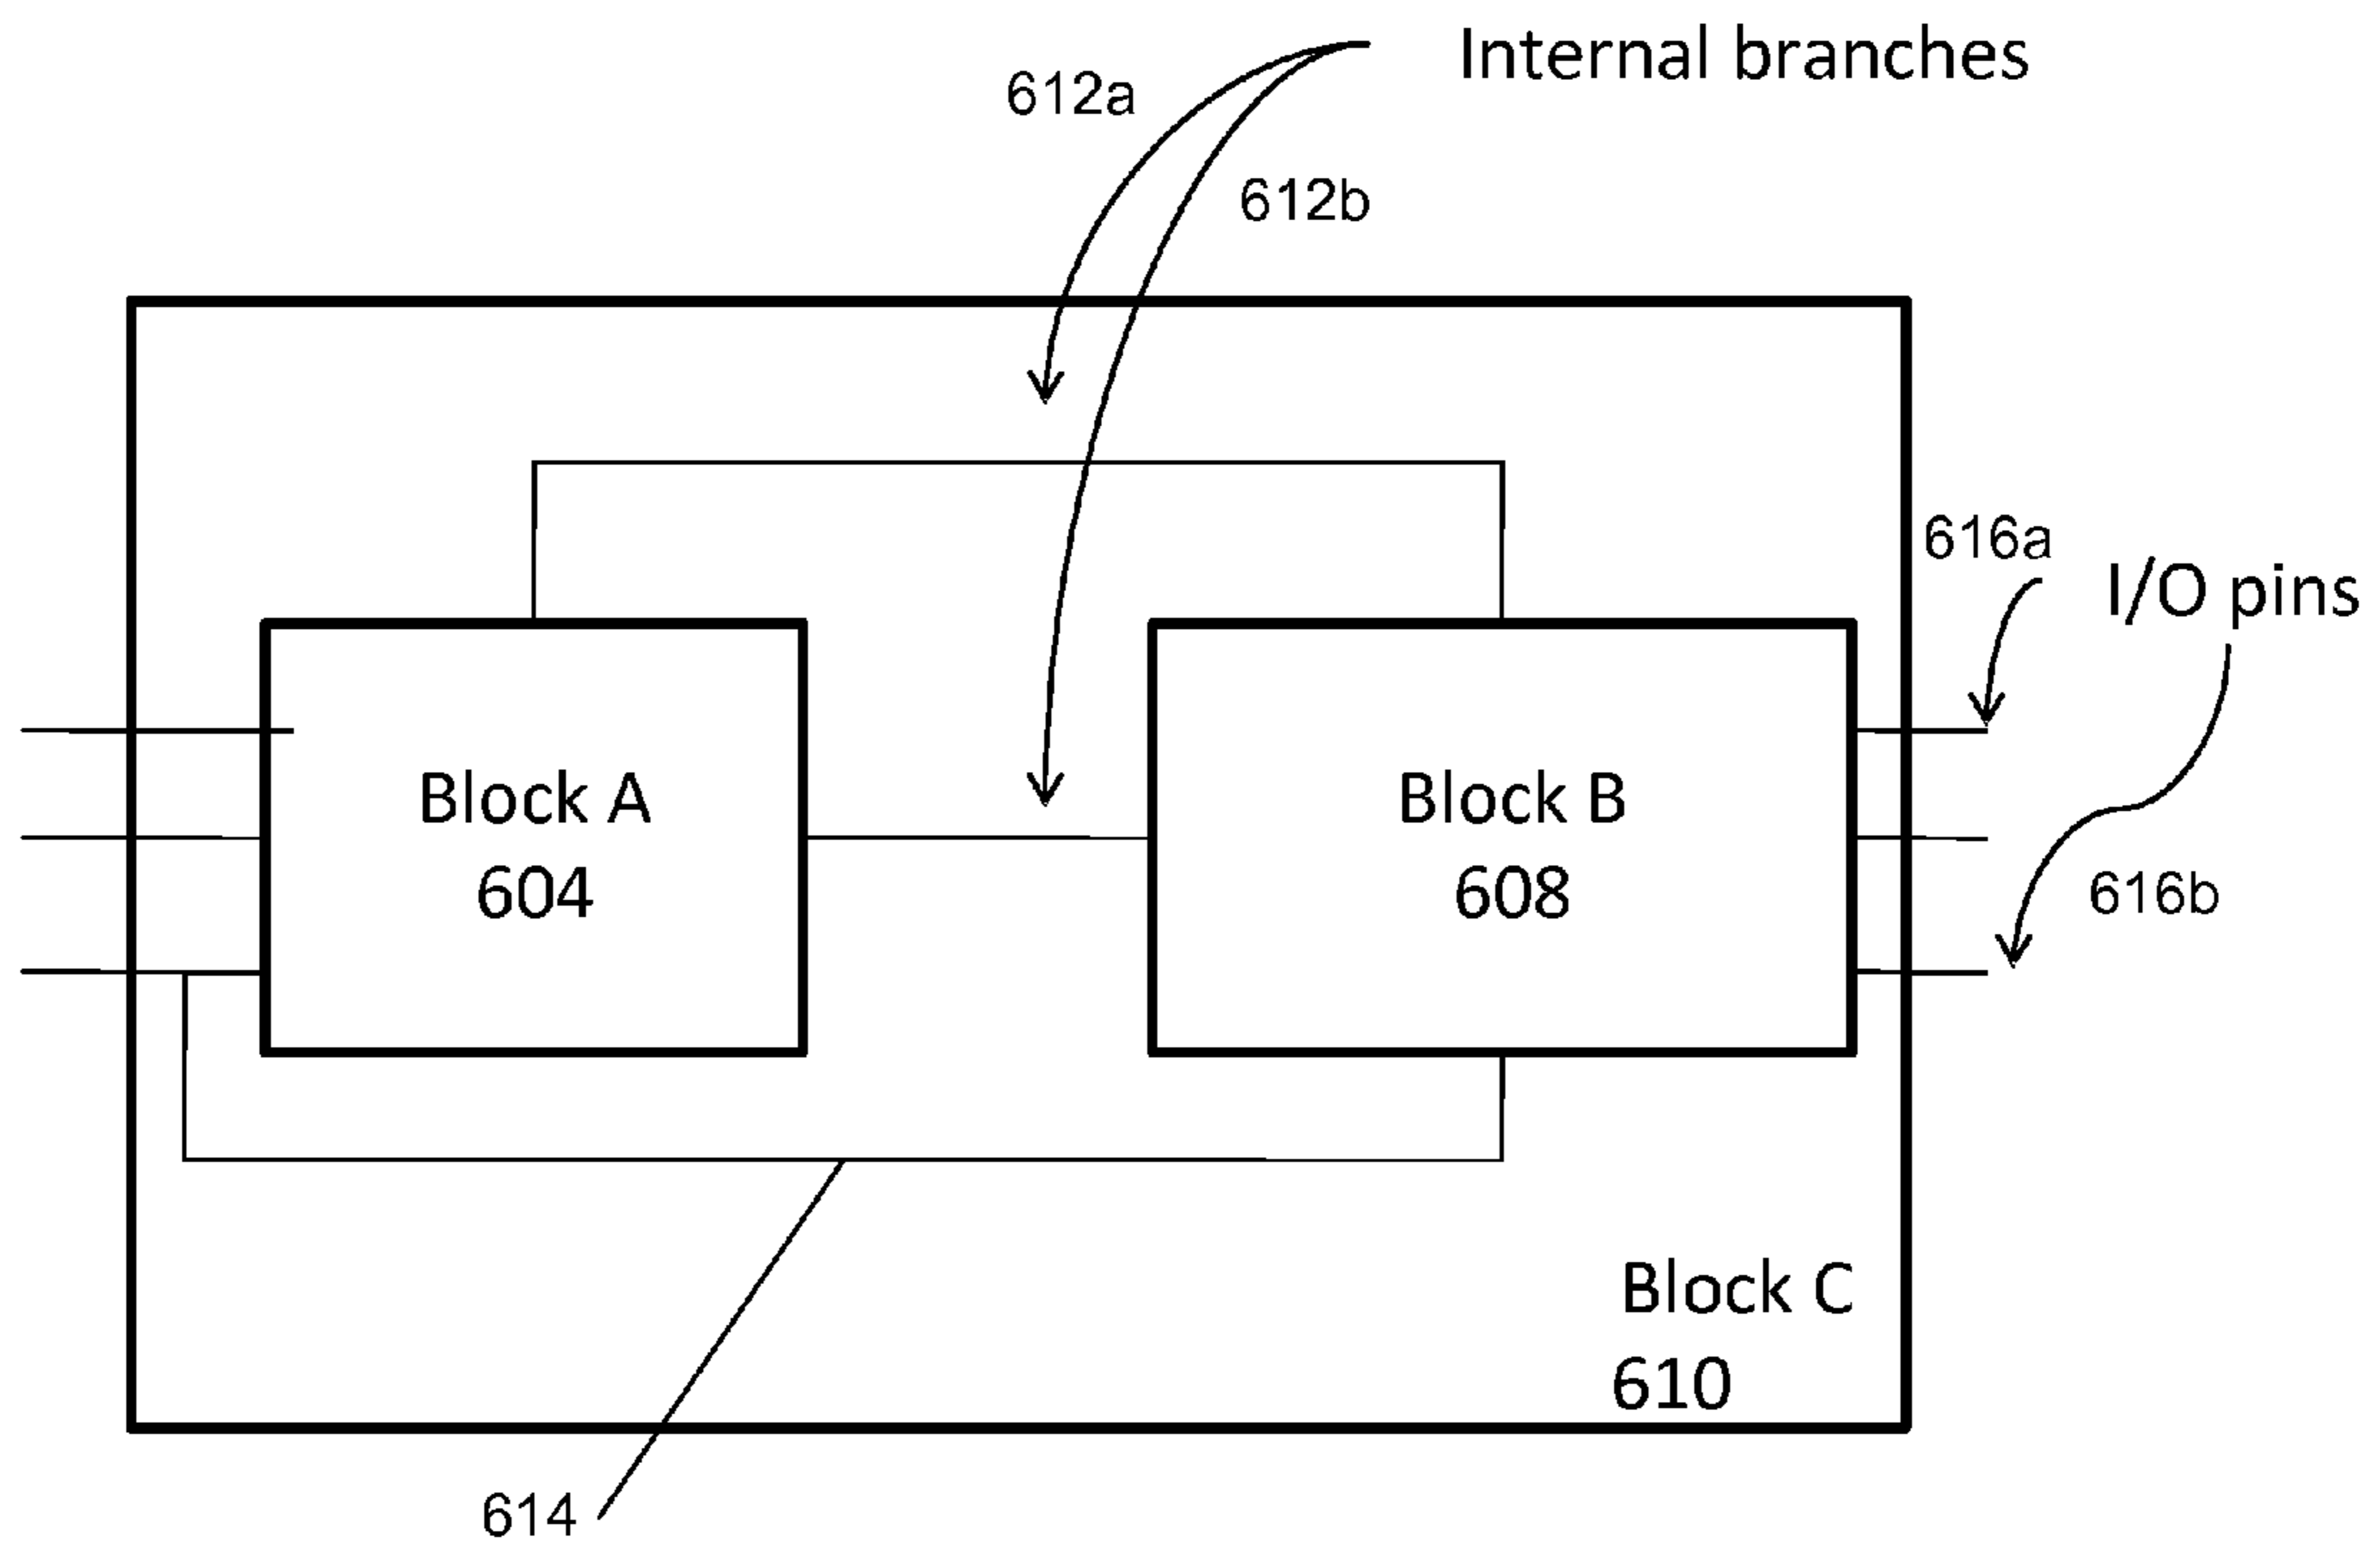 Internal branches
612a
612b
616a
I/O pins
Block A
604
Block B
608
616b
Block C
610
614